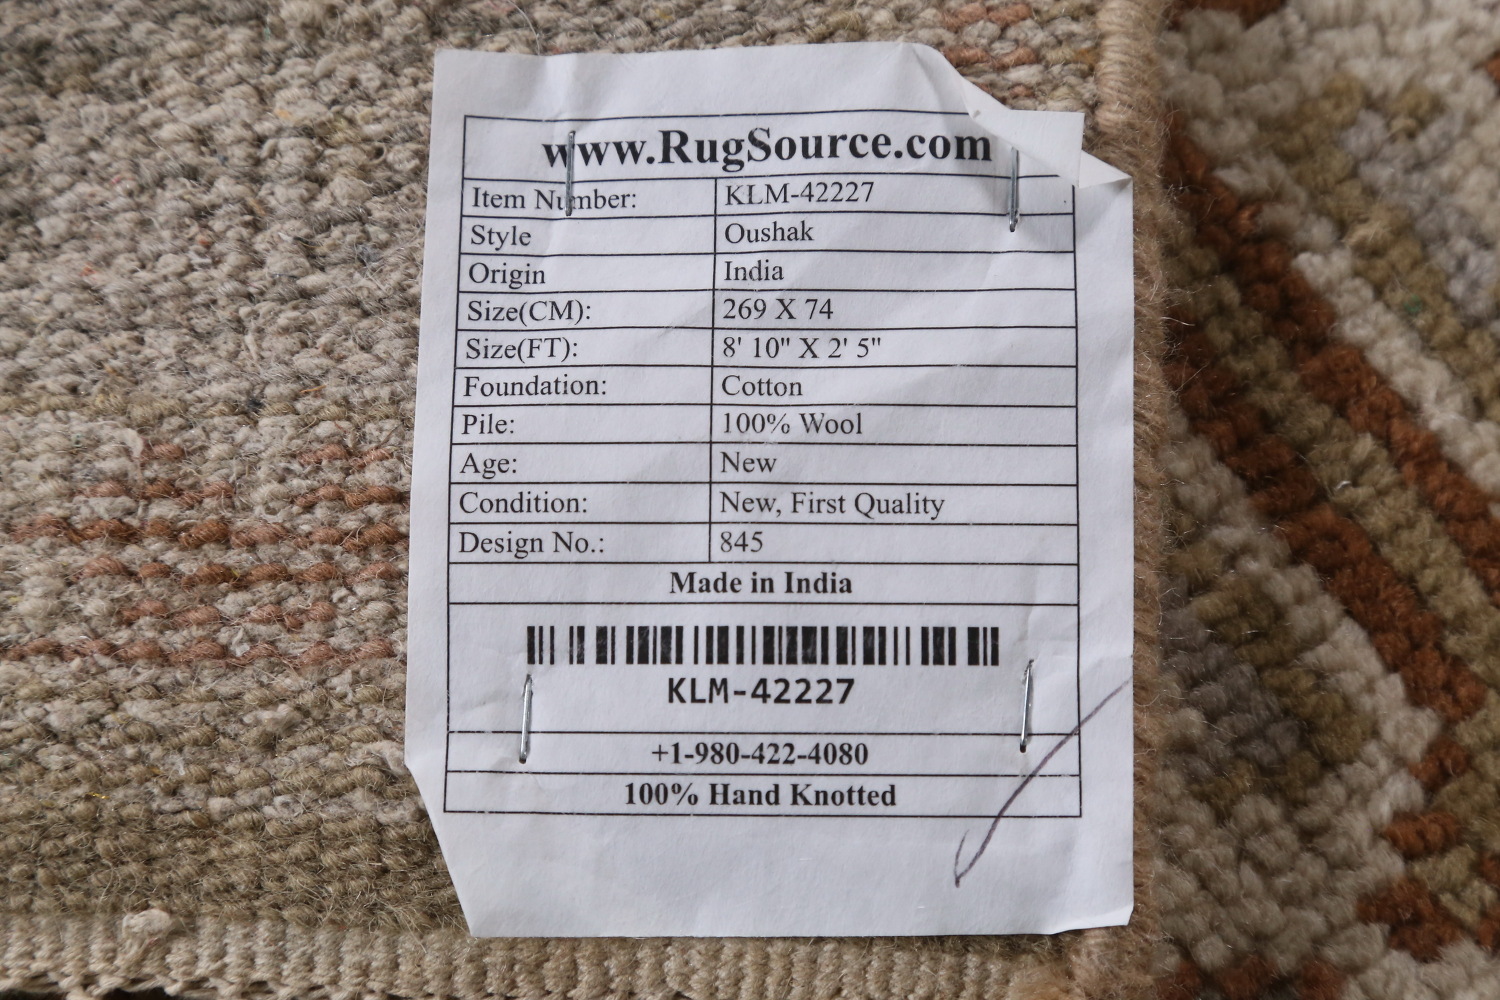 www.RugSource.com
Item Number: KLM-42227
Style Oushak
Origin India
Size(CM): 269 X 74
Size(FT): 8' 10" X 2' 5"
Foundation: Cotton
Pile: 100% Wool
Age: New
Condition: New, First Quality
Design No.: 845
Made in India
KLM-42227
+1-980-422-4080
100% Hand Knotted